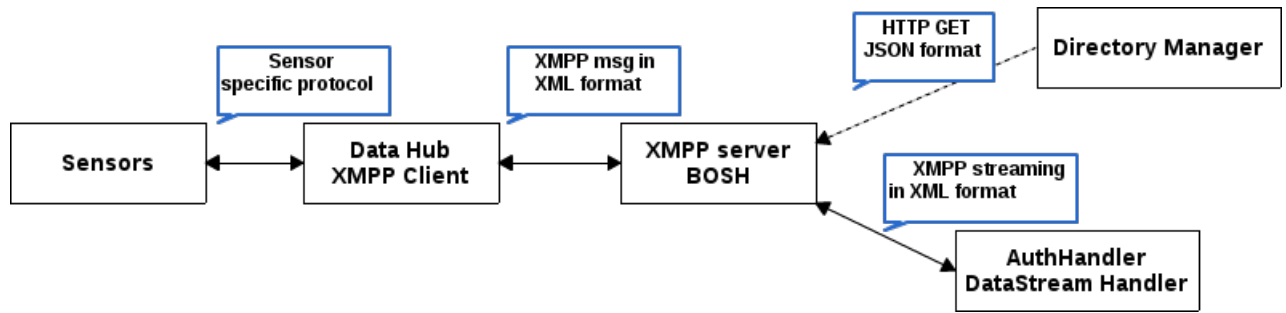 HTTP GET
JSON format
Directory Manager
Sensor
specific protocol
XMPP msg in
XML format
Sensors
Data Hub
XMPP Client
XMPP server
BOSH
XMPP streaming
in XML format
AuthHandler
DataStream Handler